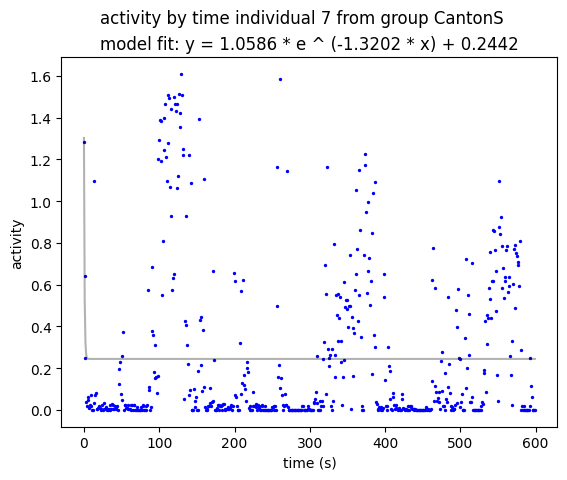 activity by time individual 7 from group CantonS
model fit: y = 1.0586 * e ^ (-1.3202 * x) + 0.2442
1.6
1.4
1.2
1.0
0.8
0.6
0.4
0.2
0.0
activity
0 100 200 300 400 500 600
time (s)